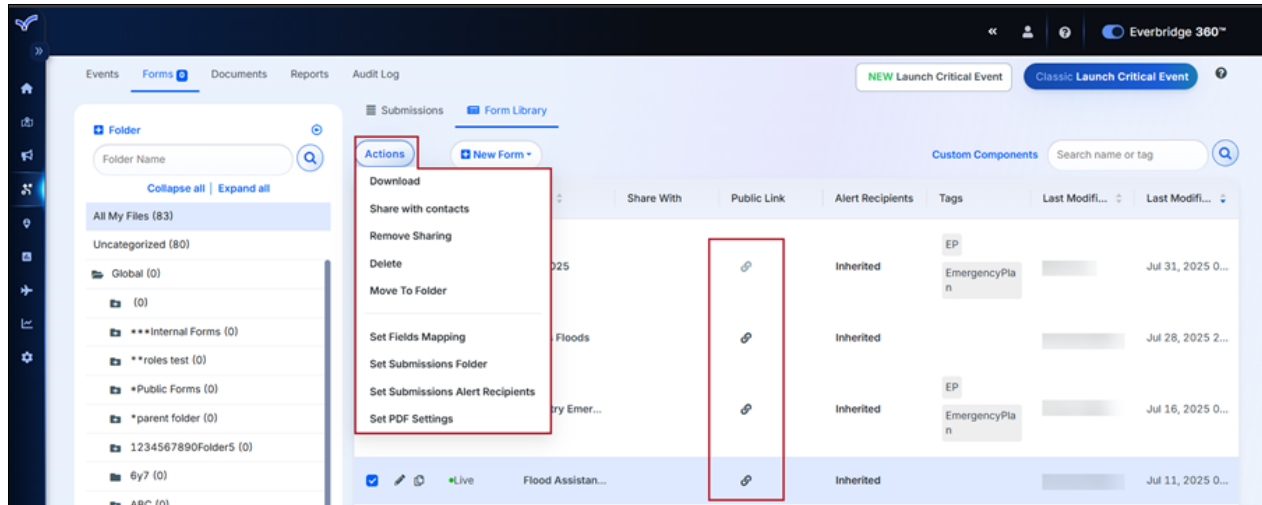 Everbridge 360™
Events Forms Documents Reports Audit Log
NEW Launch Critical Event
Classic Launch Critical Event
Submissions Form Library
Folder
Folder Name
Collapse all | Expand all
All My Files (83)
Uncategorized (80)
Global (0)
(0)
***Internal Forms (0)
**roles test (0)
*Public Forms (0)
*parent folder (0)
1234567890Folder5 (0)
6y7 (0)
ABC (0)
Actions
New Form
Custom Components
Search name or tag
Download
Share with contacts
Remove Sharing
Delete
Move To Folder
Set Fields Mapping
Set Submissions Folder
Set Submissions Alert Recipients
Set PDF Settings
Share With Public Link Alert Recipients Tags Last Modifi... Last Modifi...
025 Inherited EP
EmergencyPla
n
Jul 31, 2025 0...
Floods Inherited Jul 28, 2025 2...
try Emer... Inherited EP
EmergencyPla
n
Jul 16, 2025 0...
Live Flood Assistan... Inherited Jul 11, 2025 0...